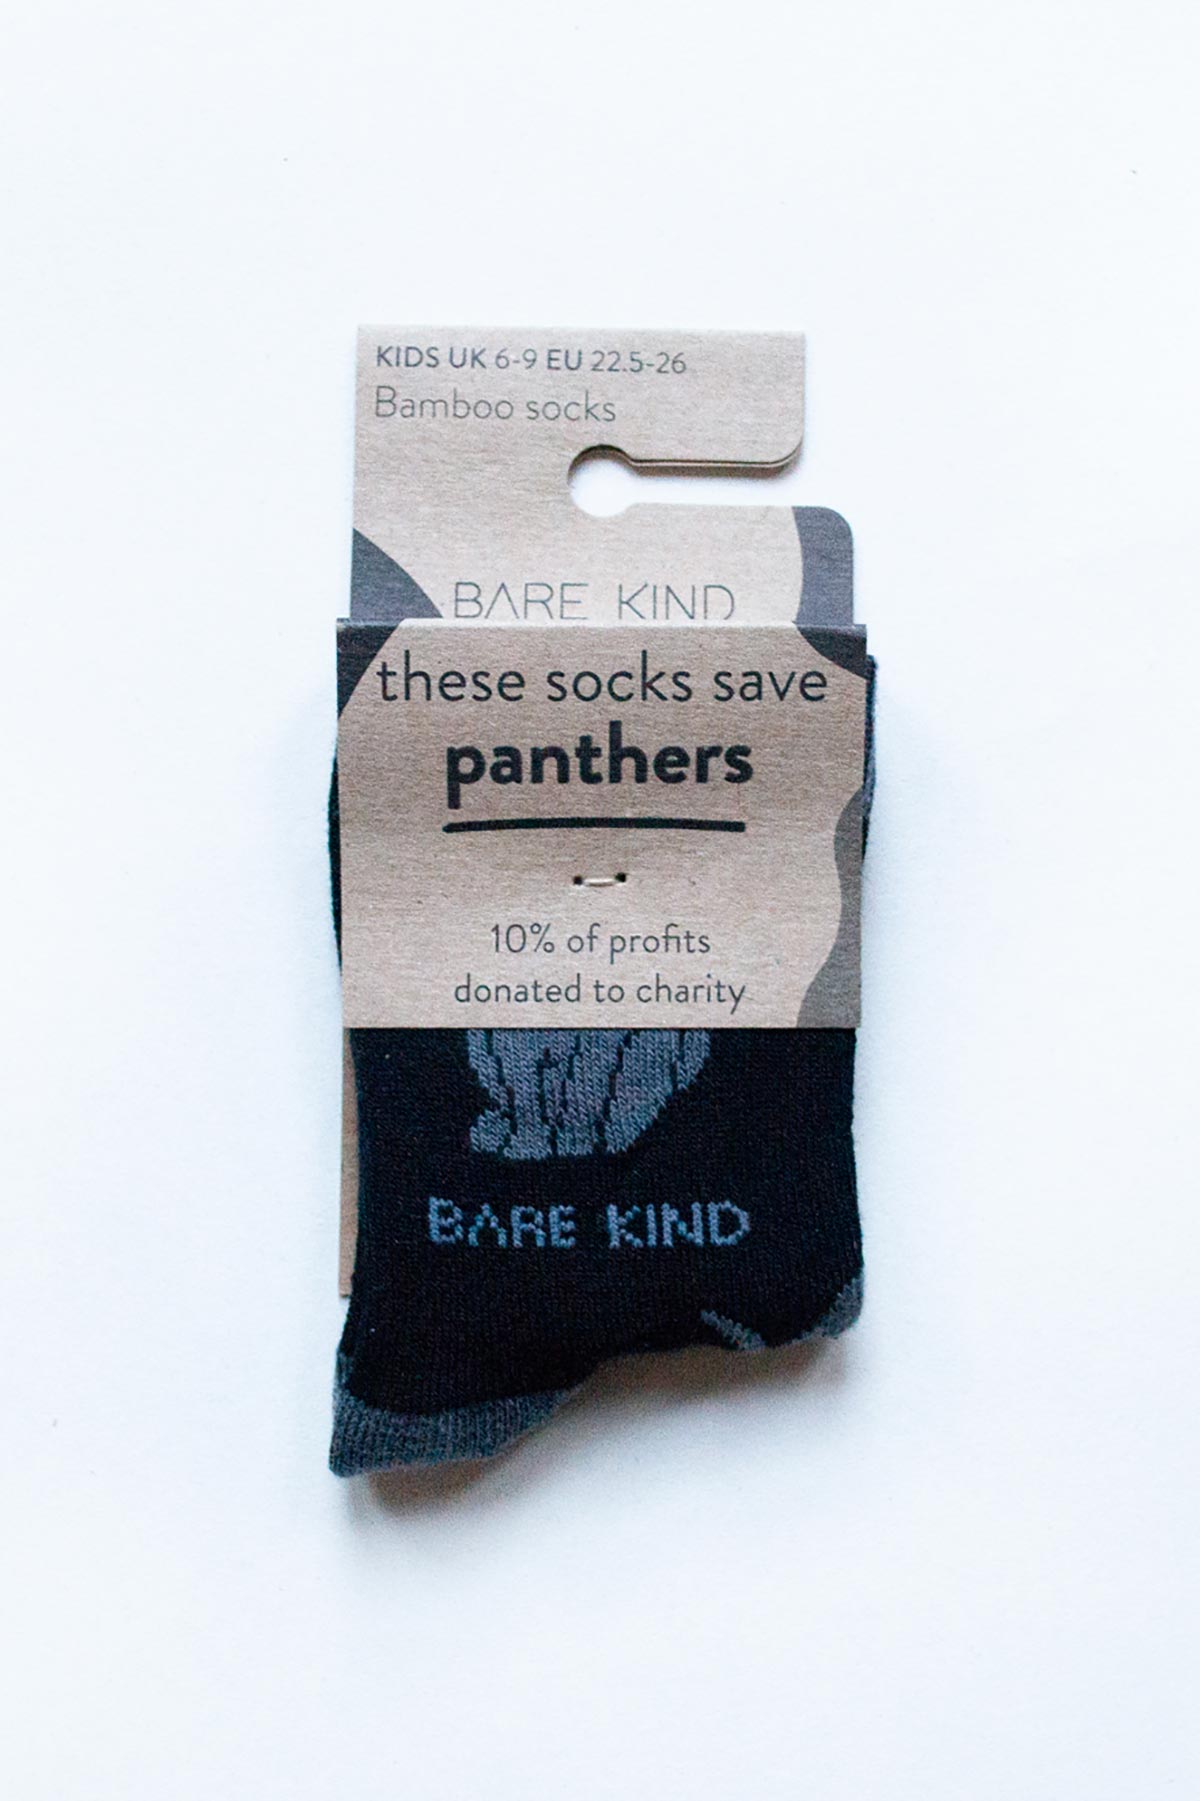 KIDS UK 6-9 EU 22.5-26
Bamboo socks
BARE KIND
these socks save
panthers
10% of profits
donated to charity
BARE KIND